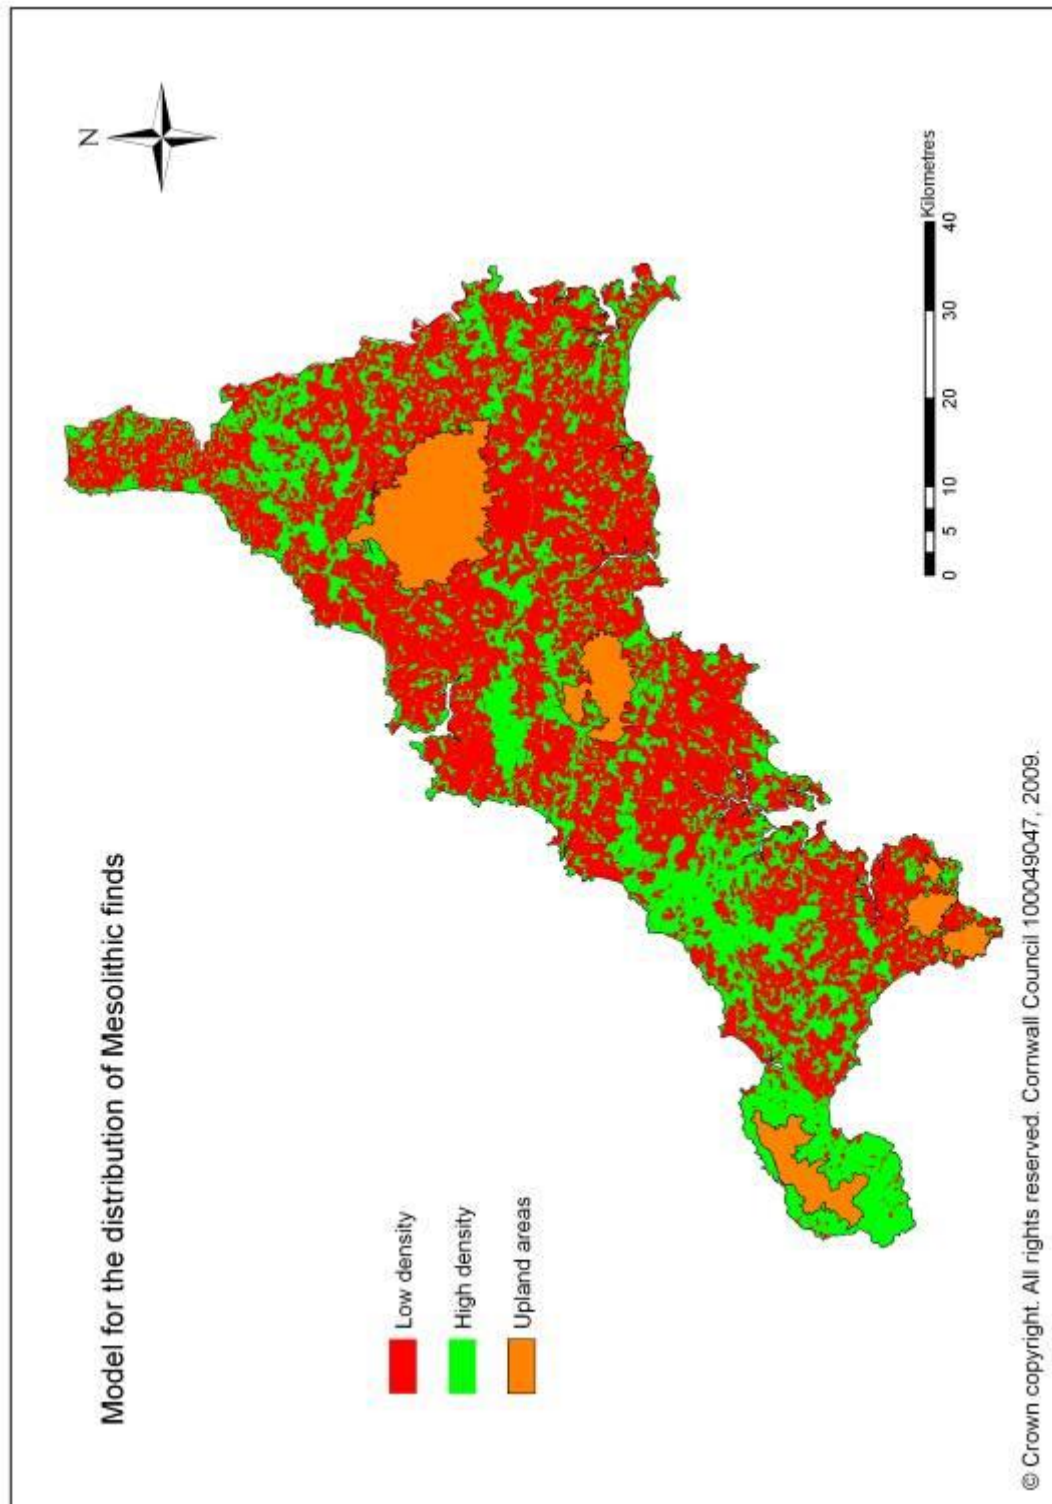 Model for the distribution of Mesolithic finds
N
Low density
High density
Upland areas
Kilometres
0 5 10 20 30 40
© Crown copyright. All rights reserved. Cornwall Council 100049047, 2009.